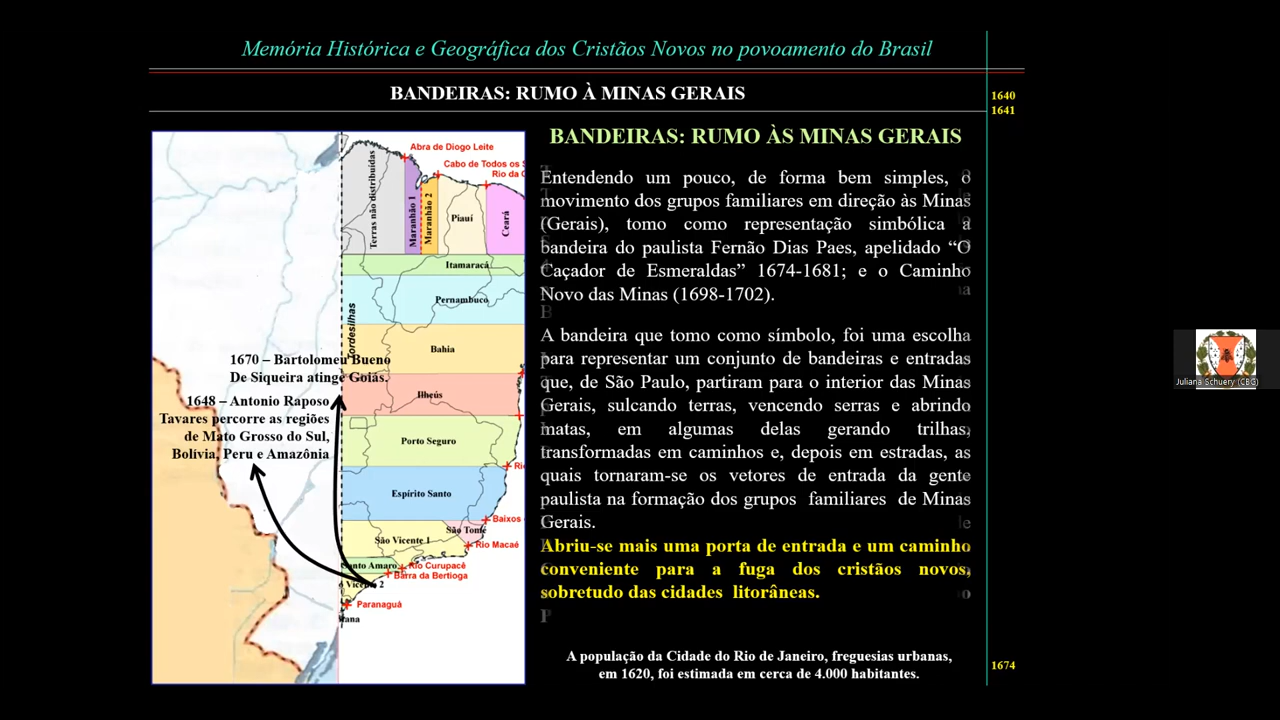 Memória Histórica e Geográfica dos Cristãos Novos no povoamento do Brasil
BANDEIRAS: RUMO À MINAS GERAIS
1640
1641
Abra de Diogo Leite
Cabo de Todos os S
Rio da C
Terras não distribuídas
Maranhão 1
Maranhão 2
Piauí
Ceará
Itamaracá
Pernambuco
Bahia
Ilheús
Porto Seguro
Espírito Santo
São Tomé
São Vicente 1
Rio Macaé
Baixos
Rio Curupacê
Barra da Bertioga
Paranaguá
1670 – Bartolomeu Bueno
De Siqueira atinge Goiás.
1648 – Antonio Raposo
Tavares percorre as regiões
de Mato Grosso do Sul,
Bolívia, Peru e Amazônia
BANDEIRAS: RUMO ÀS MINAS GERAIS
Entendendo um pouco, de forma bem simples, o
movimento dos grupos familiares em direção às Minas
(Gerais), tomo como representação simbólica a
bandeira do paulista Fernão Dias Paes, apelidado “O
Caçador de Esmeraldas” 1674-1681; e o Caminho
Novo das Minas (1698-1702).
A bandeira que tomo como símbolo, foi uma escolha
para representar um conjunto de bandeiras e entradas
que, de São Paulo, partiram para o interior das Minas
Gerais, sulcando terras, vencendo serras e abrindo
matas, em algumas delas gerando trilhas,
transformadas em caminhos e, depois em estradas, as
quais tornaram-se os vetores de entrada da gente
paulista na formação dos grupos familiares de Minas
Gerais.
Abriu-se mais uma porta de entrada e um caminho
conveniente para a fuga dos cristãos novos,
sobretudo das cidades litorâneas.
A população da Cidade do Rio de Janeiro, freguesias urbanas,
em 1620, foi estimada em cerca de 4.000 habitantes.
1674
Juliana Schuery (CBG)